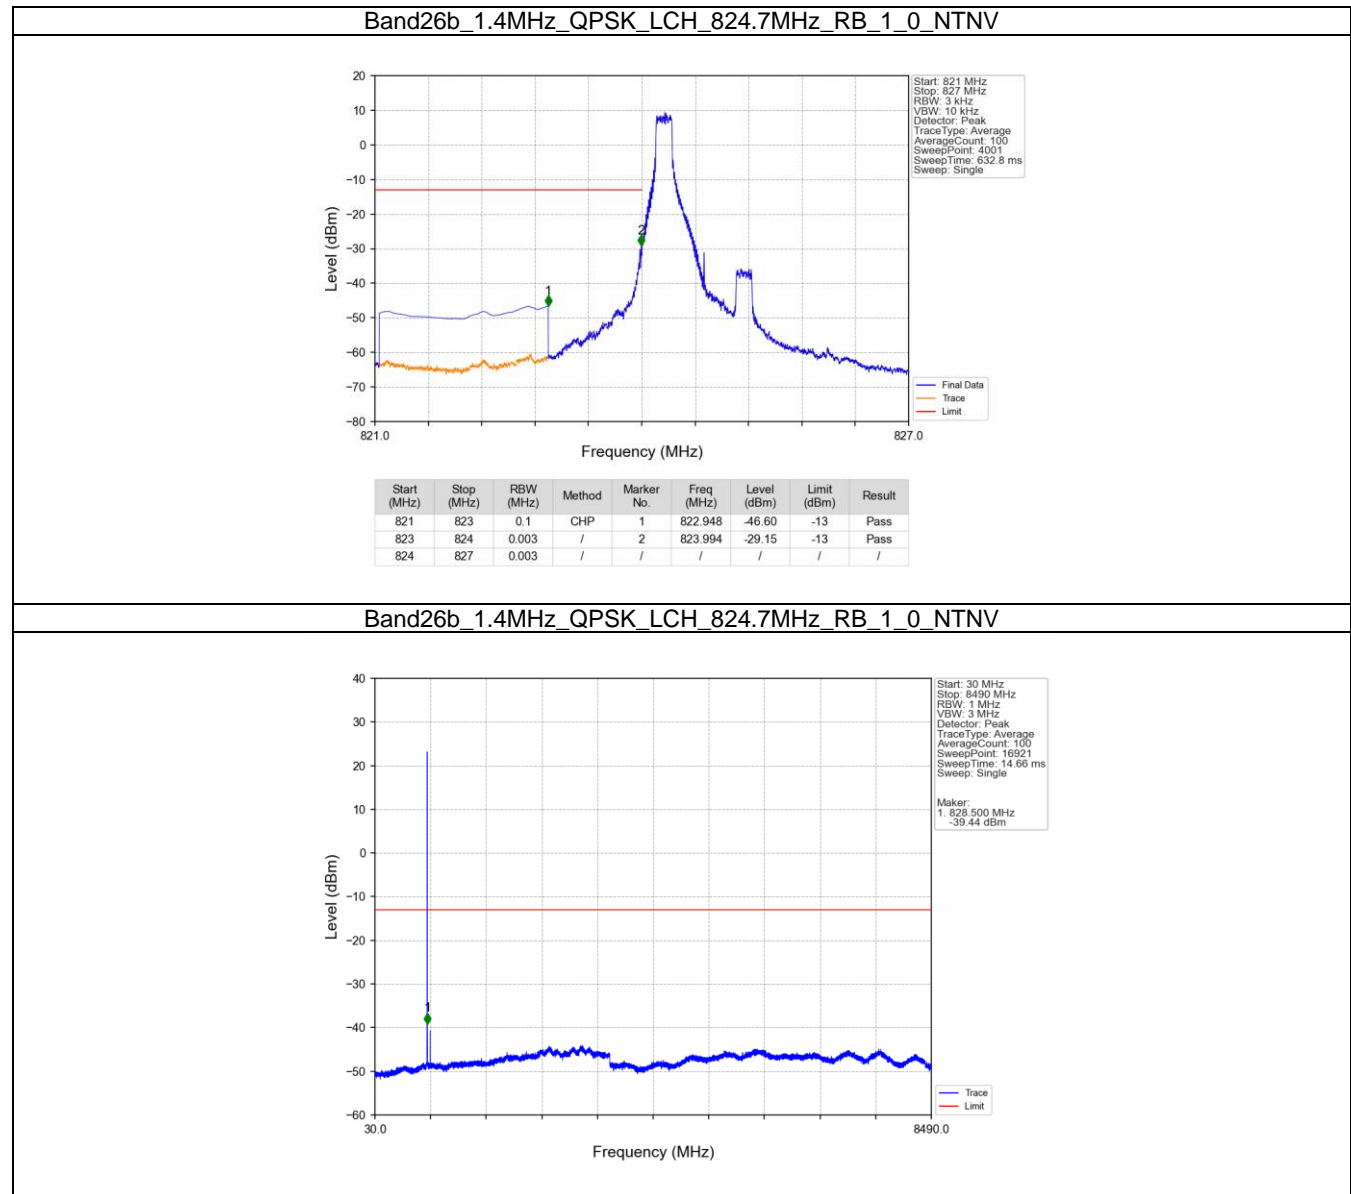 Band26b_1.4MHz_QPSK_LCH_824.7MHz_RB_1_0_NTNV
20
10
0
−10
−20
−30
−40
−50
−60
−70
−80
Level (dBm)
1
2
821.0
827.0
Frequency (MHz)
Start: 821 MHz
Stop: 827 MHz
RBW: 3 kHz
VBW: 10 kHz
Detector: Peak
TraceType: Average
AverageCount: 100
SweepPoint: 4001
SweepTime: 632.8 ms
Sweep: Single
Final Data
Trace
Limit
Start (MHz) Stop (MHz) RBW (MHz) Method Marker No. Freq (MHz) Level (dBm) Limit (dBm) Result
821 823 0.1 CHP 1 822.948 -46.60 -13 Pass
823 824 0.003 / 2 823.994 -29.15 -13 Pass
824 827 0.003 / / / / / /
Band26b_1.4MHz_QPSK_LCH_824.7MHz_RB_1_0_NTNV
40
30
20
10
0
−10
−20
−30
−40
−50
−60
Level (dBm)
1
30.0
8490.0
Frequency (MHz)
Start: 30 MHz
Stop: 8490 MHz
RBW: 1 MHz
VBW: 3 MHz
Detector: Peak
TraceType: Average
AverageCount: 100
SweepPoint: 16921
SweepTime: 14.66 ms
Sweep: Single
Maker:
1. 828.500 MHz
-39.44 dBm
Trace
Limit